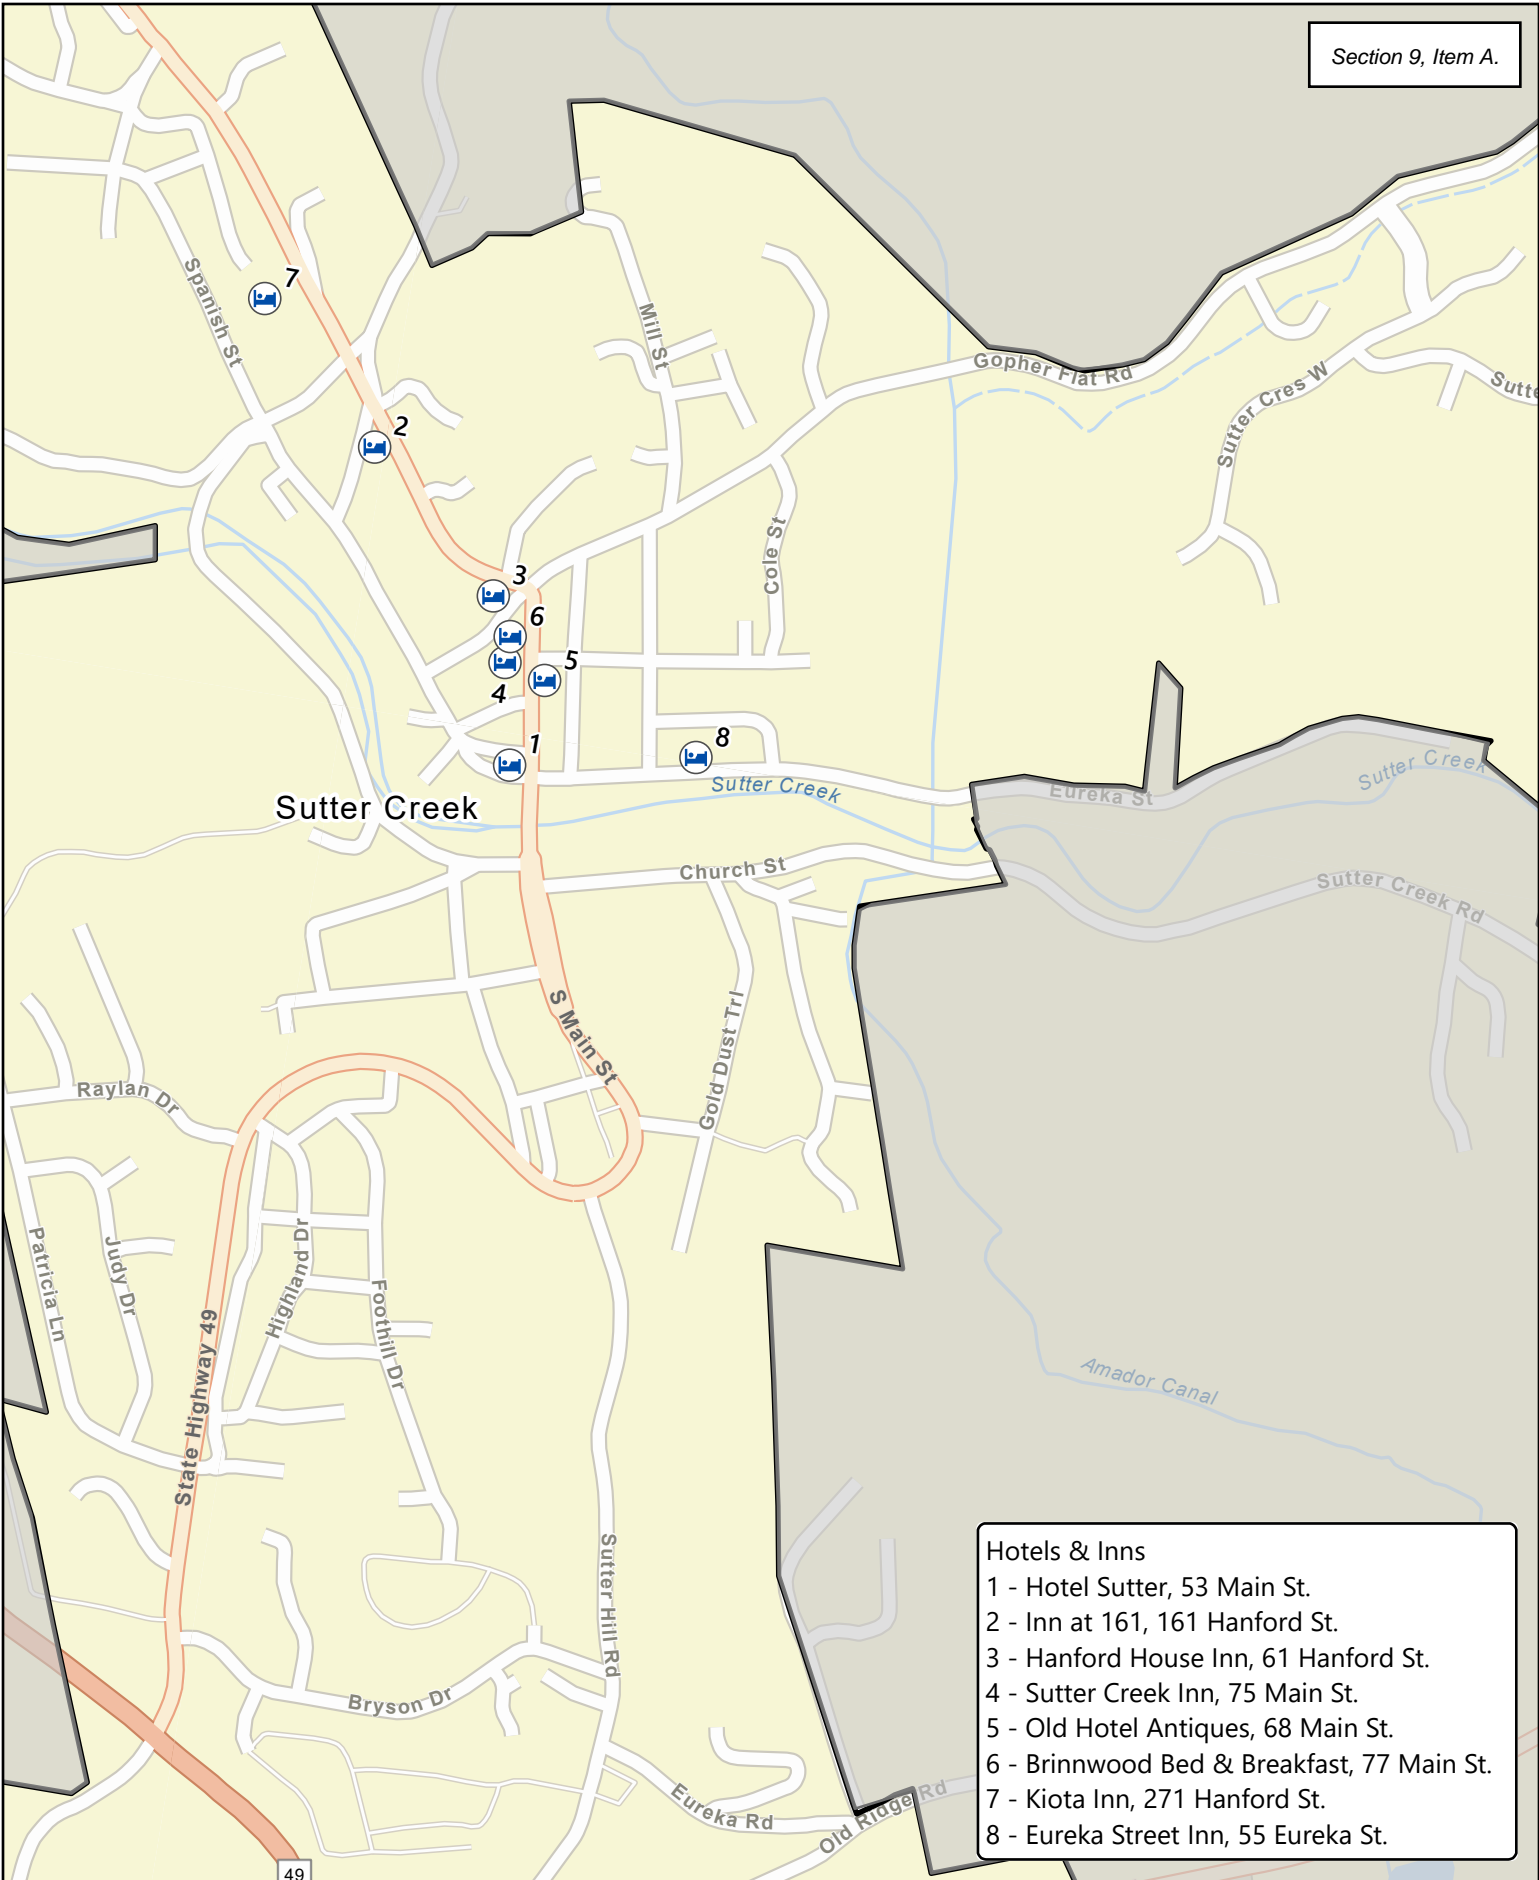 Section 9, Item A.
7
Spanish St
Mill St
Gopher Flat Rd
Sutter Cres W
Sutte
2
Cole St
3
6
5
4
1
8
Sutter Creek
Sutter Creek
Eureka St
Sutter Creek
Church St
Sutter Creek Rd
S Main St
Gold Dust Trl
Raylan Dr
Patricia Ln
Judy Dr
Highland Dr
Foothill Dr
State Highway 49
Amador Canal
Sutter Hill Rd
Bryson Dr
Eureka Rd
Old Ridge Rd
49
Hotels & Inns
1 - Hotel Sutter, 53 Main St.
2 - Inn at 161, 161 Hanford St.
3 - Hanford House Inn, 61 Hanford St.
4 - Sutter Creek Inn, 75 Main St.
5 - Old Hotel Antiques, 68 Main St.
6 - Brinnwood Bed & Breakfast, 77 Main St.
7 - Kiota Inn, 271 Hanford St.
8 - Eureka Street Inn, 55 Eureka St.